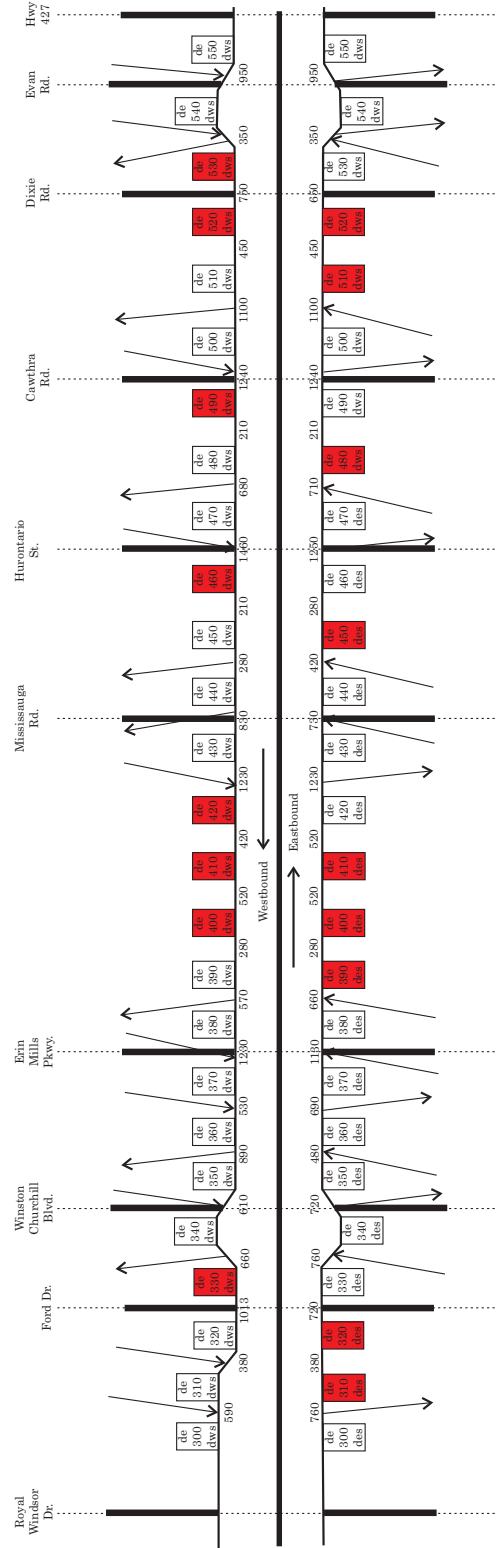 Royal
Windsor
Dr.
Ford Dr.
Winston
Churchill
Blvd.
Erin
Mills
Pkwy.
Mississauga
Rd.
Hurontario
St.
Cawthra
Rd.
Dixie
Rd.
Evan
Rd.
Hwy
427
de
300
dws
de
310
dws
de
320
dws
de
330
dws
de
340
dws
de
350
dws
de
360
dws
de
370
dws
de
380
dws
de
390
dws
de
400
dws
de
410
dws
de
420
dws
de
430
dws
de
440
dws
de
450
dws
de
460
dws
de
470
dws
de
480
dws
de
490
dws
de
500
dws
de
510
dws
de
520
dws
de
530
dws
de
540
dws
de
550
dws
590
380
1013
660
610
890
530
1230
570
280
520
420
1230
830
280
210
1460
680
210
1240
1100
450
750
350
950
Westbound
Eastbound
760
380
720
760
720
480
690
1130
660
280
520
520
1230
730
420
280
1250
710
210
1240
1100
450
650
350
950
de
300
des
de
310
des
de
320
des
de
330
des
de
340
des
de
350
des
de
360
des
de
370
des
de
380
des
de
390
des
de
400
des
de
410
des
de
420
des
de
430
des
de
440
des
de
450
des
de
460
des
de
470
des
de
480
dws
de
490
dws
de
500
dws
de
510
dws
de
520
dws
de
530
dws
de
540
dws
de
550
dws